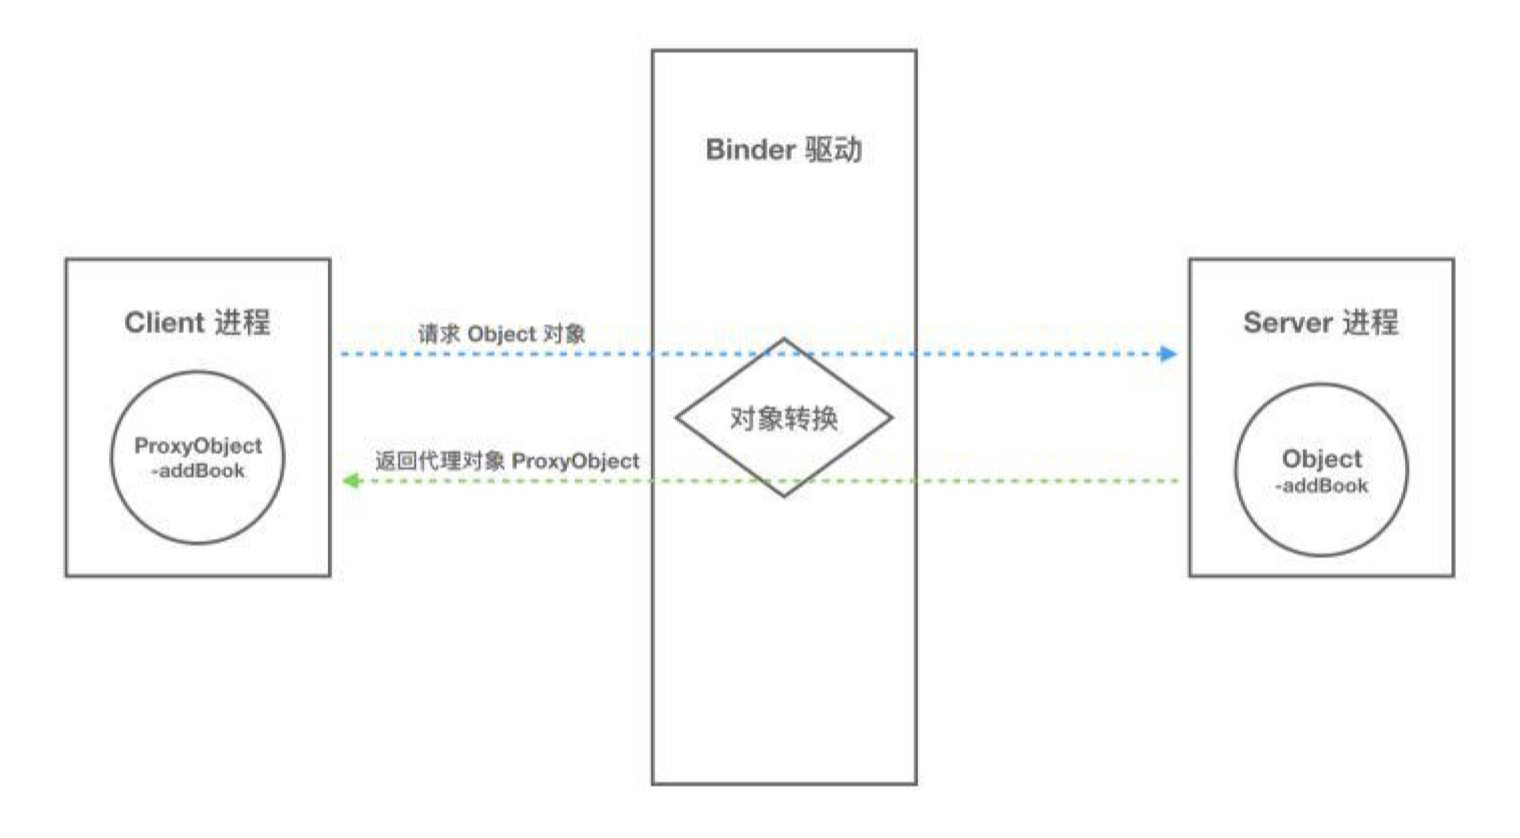 Binder 驱动
Client 进程
Server 进程
请求 Object 对象
对象转换
ProxyObject
-addBook
返回代理对象 ProxyObject
Object
-addBook